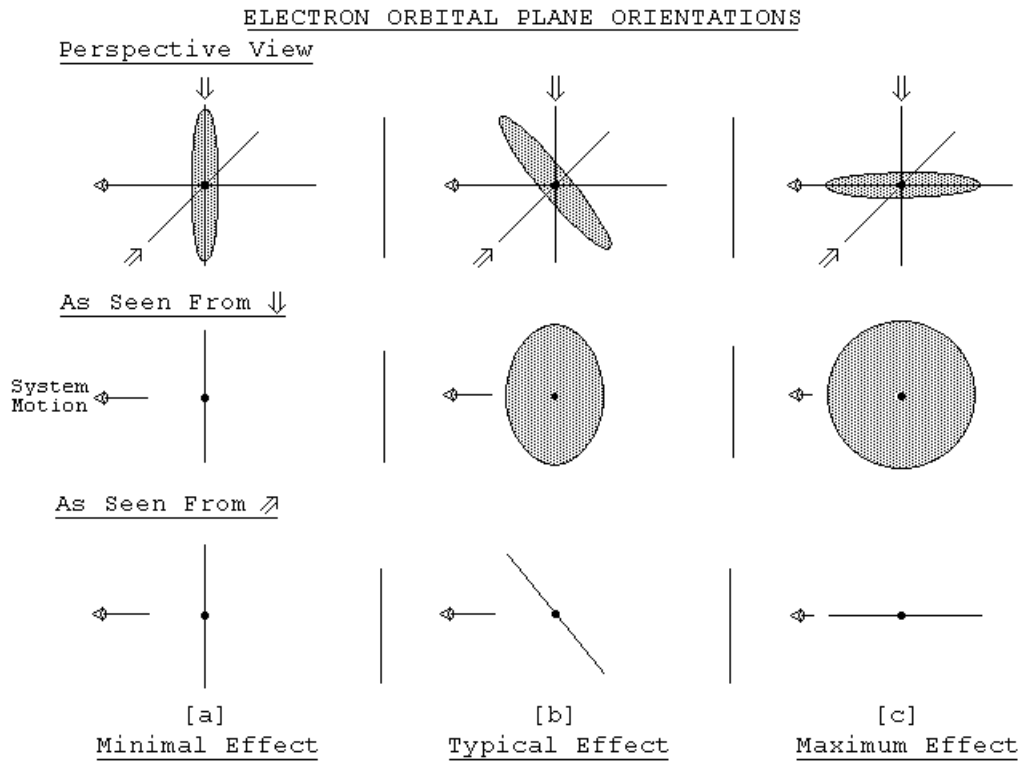 ELECTRON ORBITAL PLANE ORIENTATIONS
Perspective View
As Seen From ⇓
System
Motion
As Seen From ⇗
[a] [b] [c]
Minimal Effect Typical Effect Maximum Effect